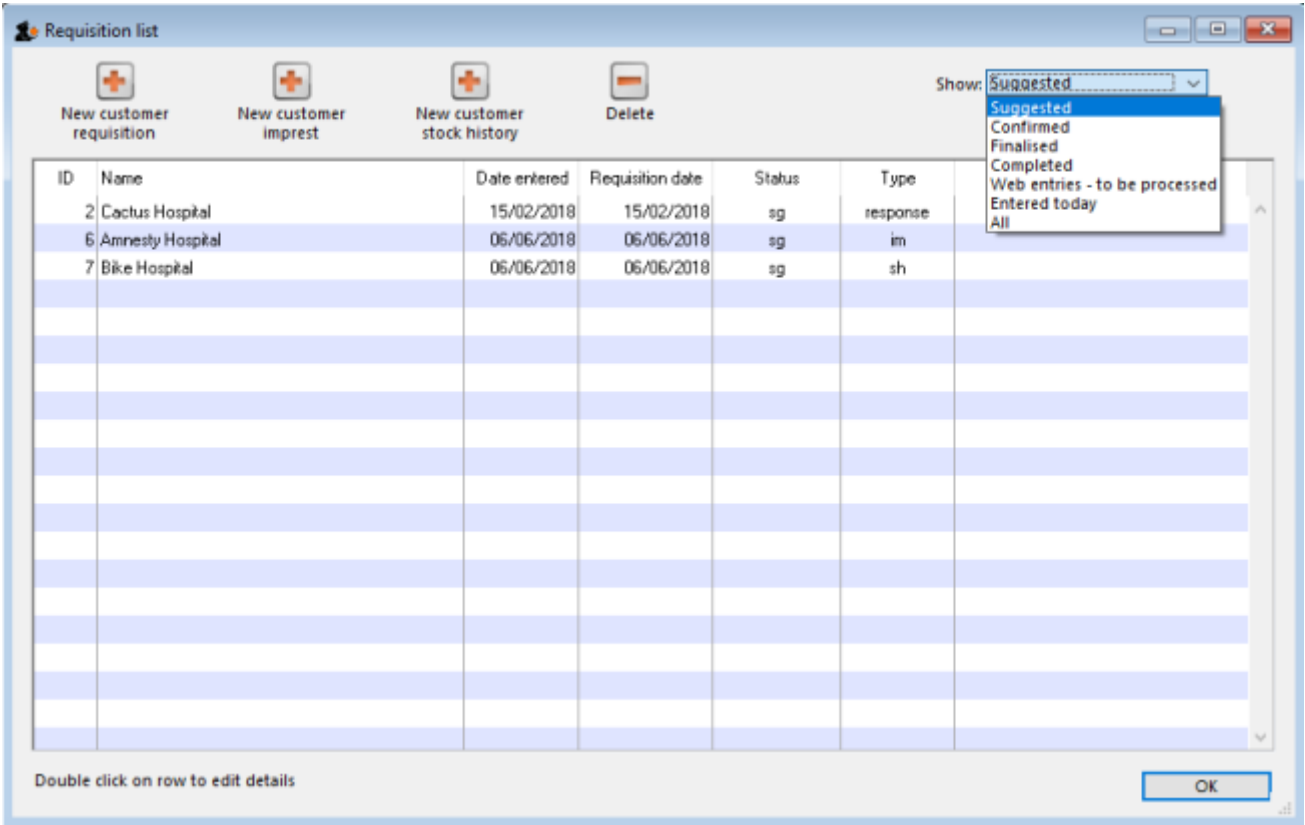 Requisition list
New customer
requisition
New customer
imprest
New customer
stock history
Delete
Show: Suggested
Suggested
Confirmed
Finalised
Completed
Web entries - to be processed
Entered today
All
ID Name Date entered Requisition date Status Type
2 Cactus Hospital 15/02/2018 15/02/2018 sg response
6 Amnesty Hospital 06/06/2018 06/06/2018 sg im
7 Bike Hospital 06/06/2018 06/06/2018 sg sh
Double click on row to edit details
OK